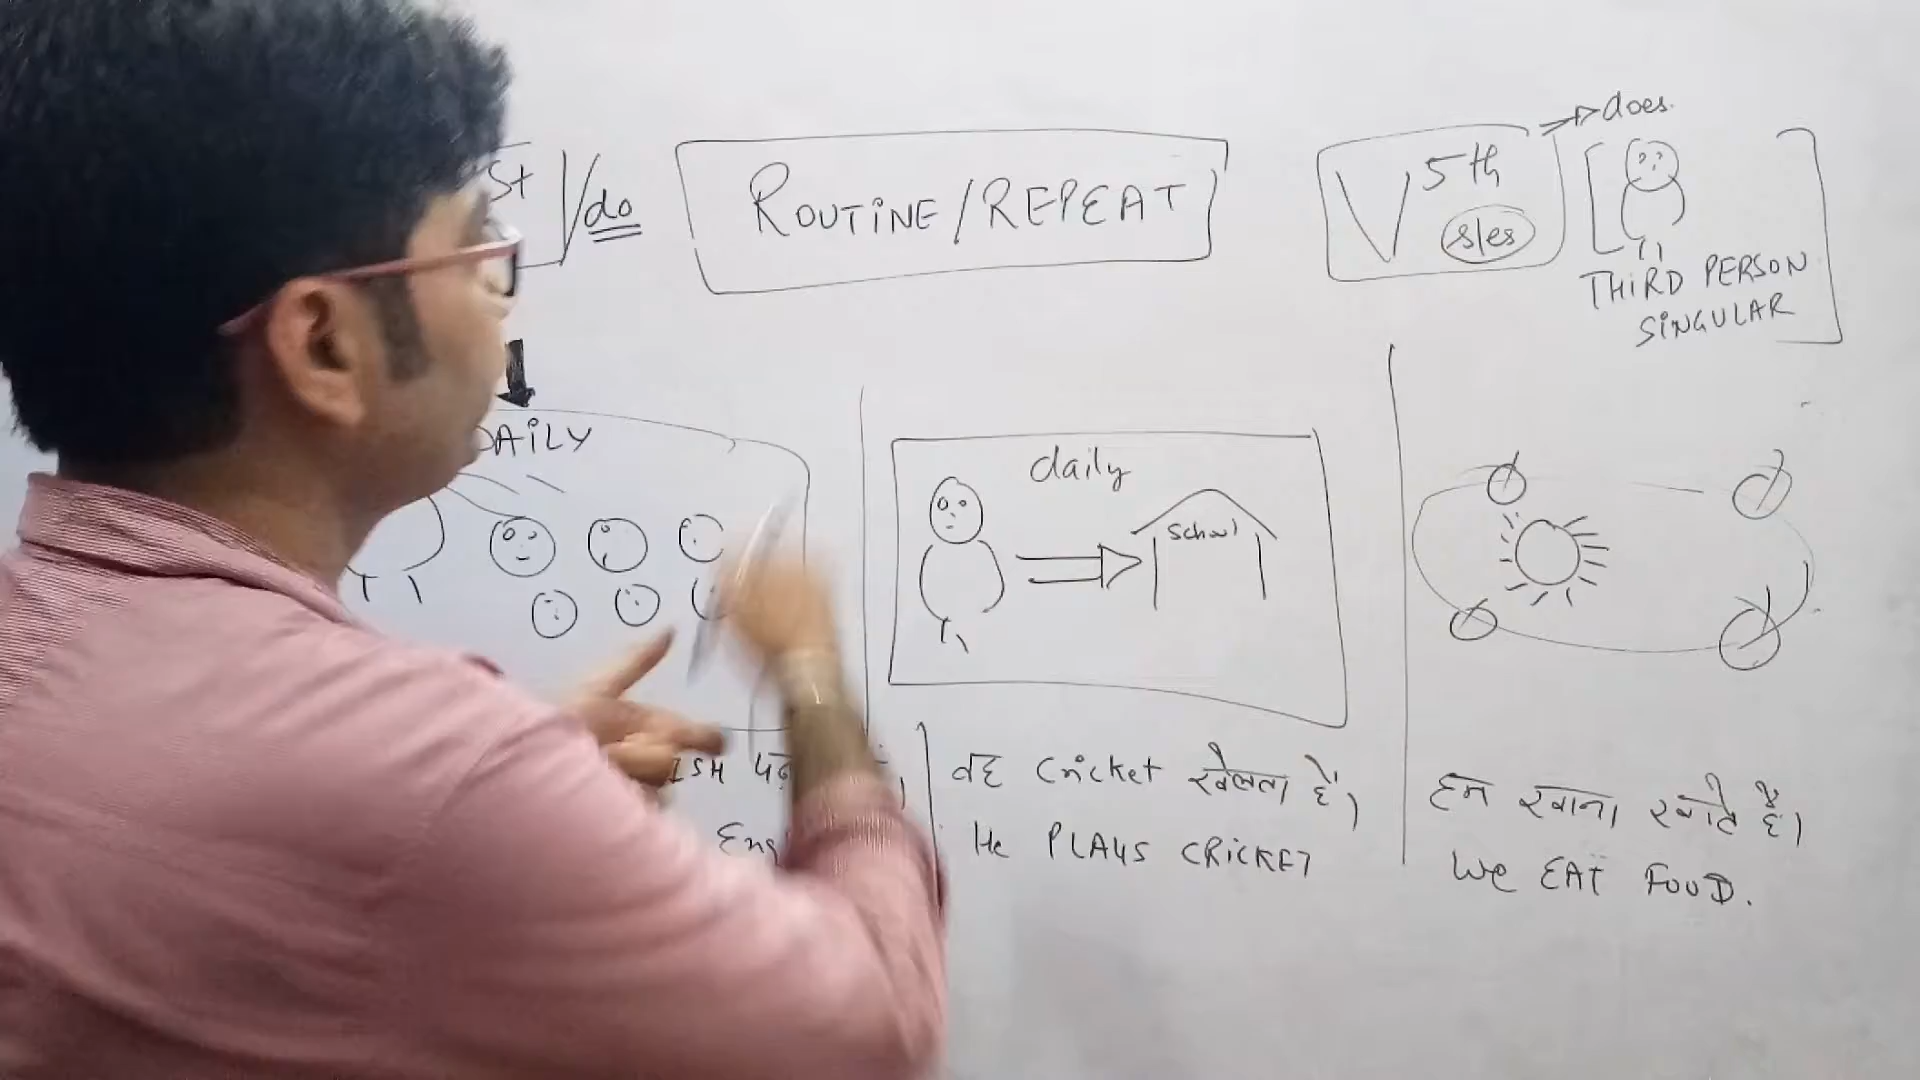 st /do
ROUTINE/REPEAT
V 5th
s/es
does.
THIRD PERSON
SINGULAR
DAILY
daily
School
ISH
Eng
वह Cricket खेलता है।
He PLAYS CRICKET
हम खाना खाते हैं।
We EAT FOOD.